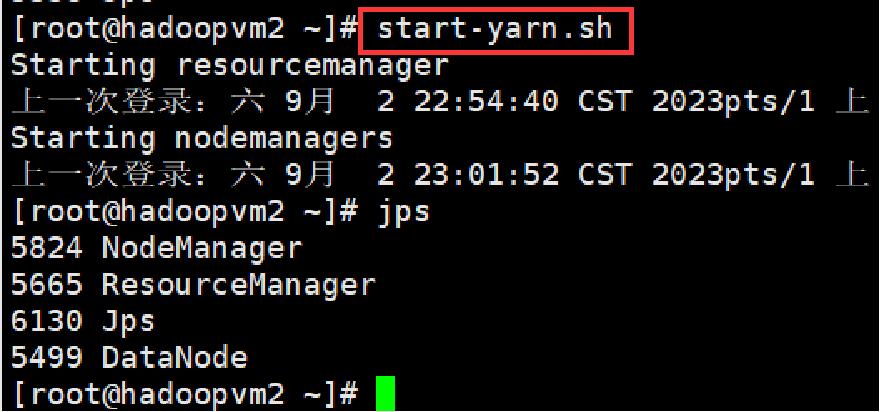 [root@hadoopvm2 ~]# start-yarn.sh
Starting resourcemanager
上一次登录：六 9月  2 22:54:40 CST 2023pts/1 上
Starting nodemanagers
上一次登录：六 9月  2 23:01:52 CST 2023pts/1 上
[root@hadoopvm2 ~]# jps
5824 NodeManager
5665 ResourceManager
6130 Jps
5499 DataNode
[root@hadoopvm2 ~]#